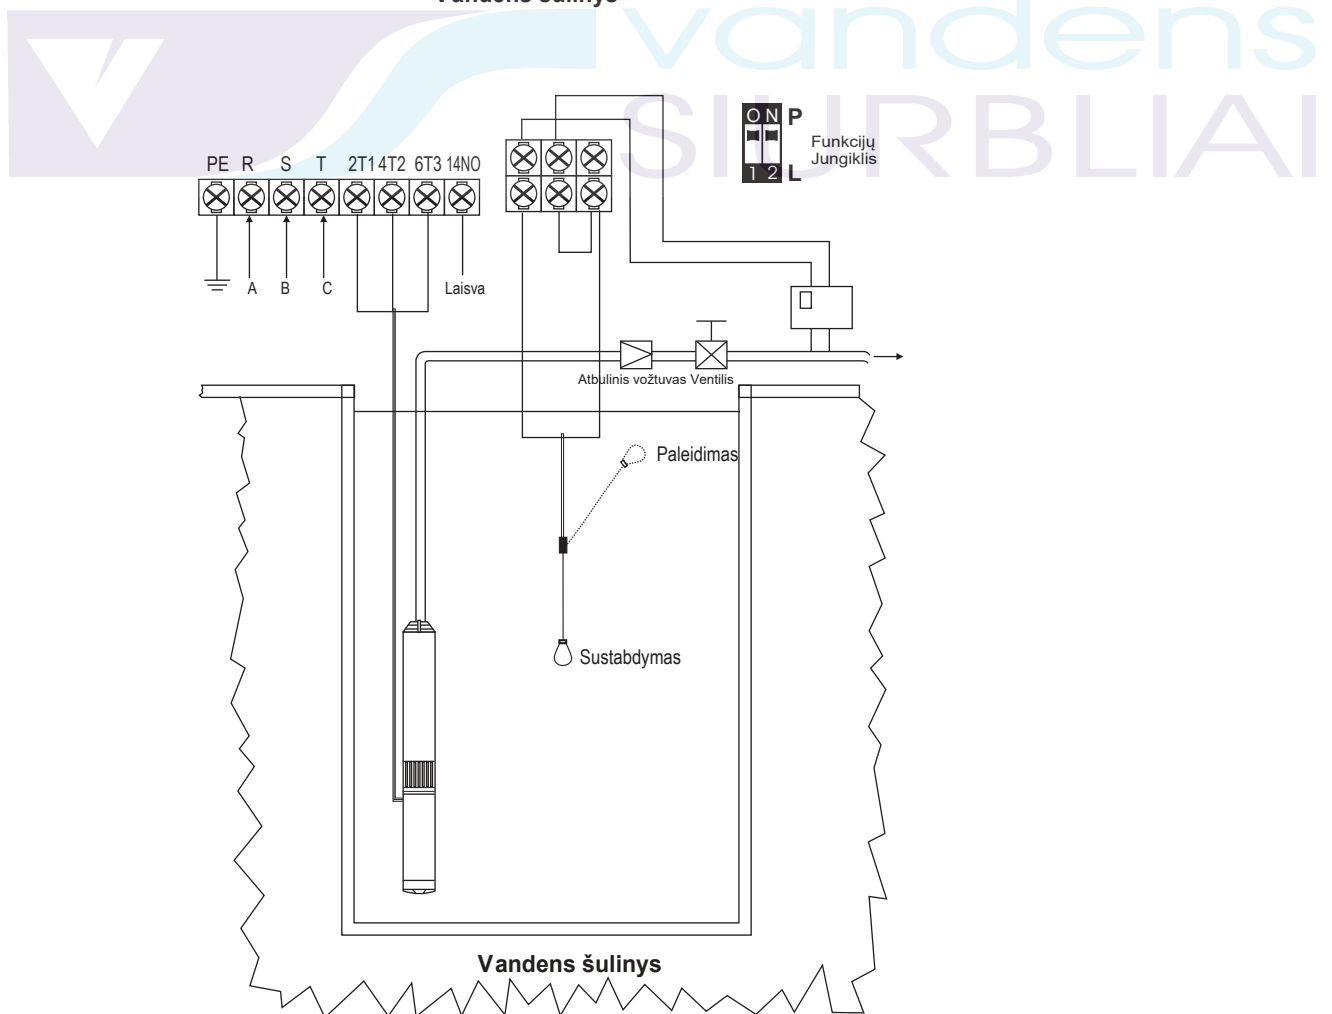 Vandens šulinys
vandens
SIURBLIAI
ON P
Funkcijų
Jungiklis
1 2 L
PE R S T 2T1 4T2 6T3 14NO
A B C Laisva
Atbulinis vožtuvas Ventilis
Paleidimas
Sustabdymas
Vandens šulinys